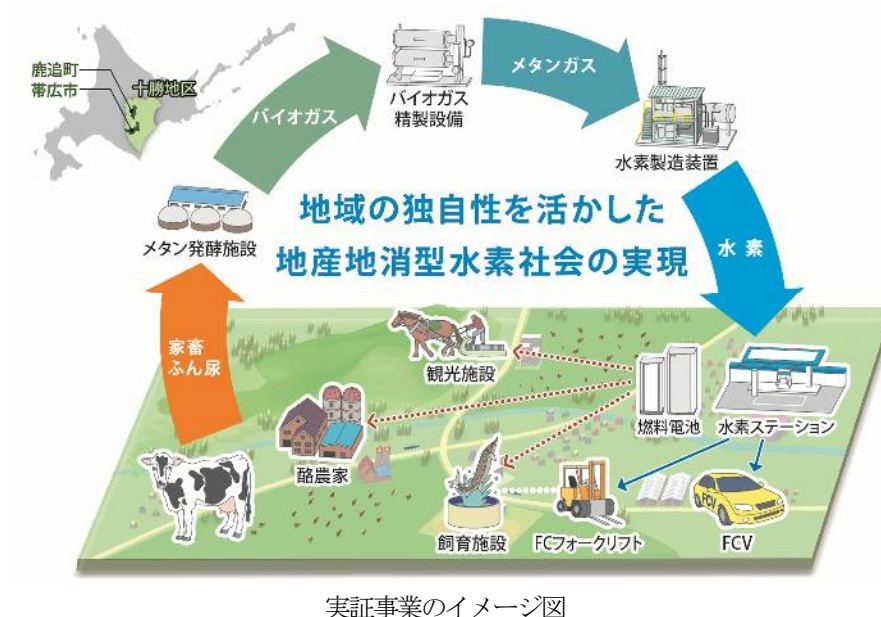 鹿追町
帯広市
十勝地区
バイオガス
バイオガス
精製設備
メタンガス
水素製造装置
メタン発酵施設
地域の独自性を活かした
地産地消型水素社会の実現
水素
家畜
ふん尿
観光施設
酪農家
燃料電池
水素ステーション
飼育施設
FCフォークリフト
FCV
FCV
実証事業のイメージ図